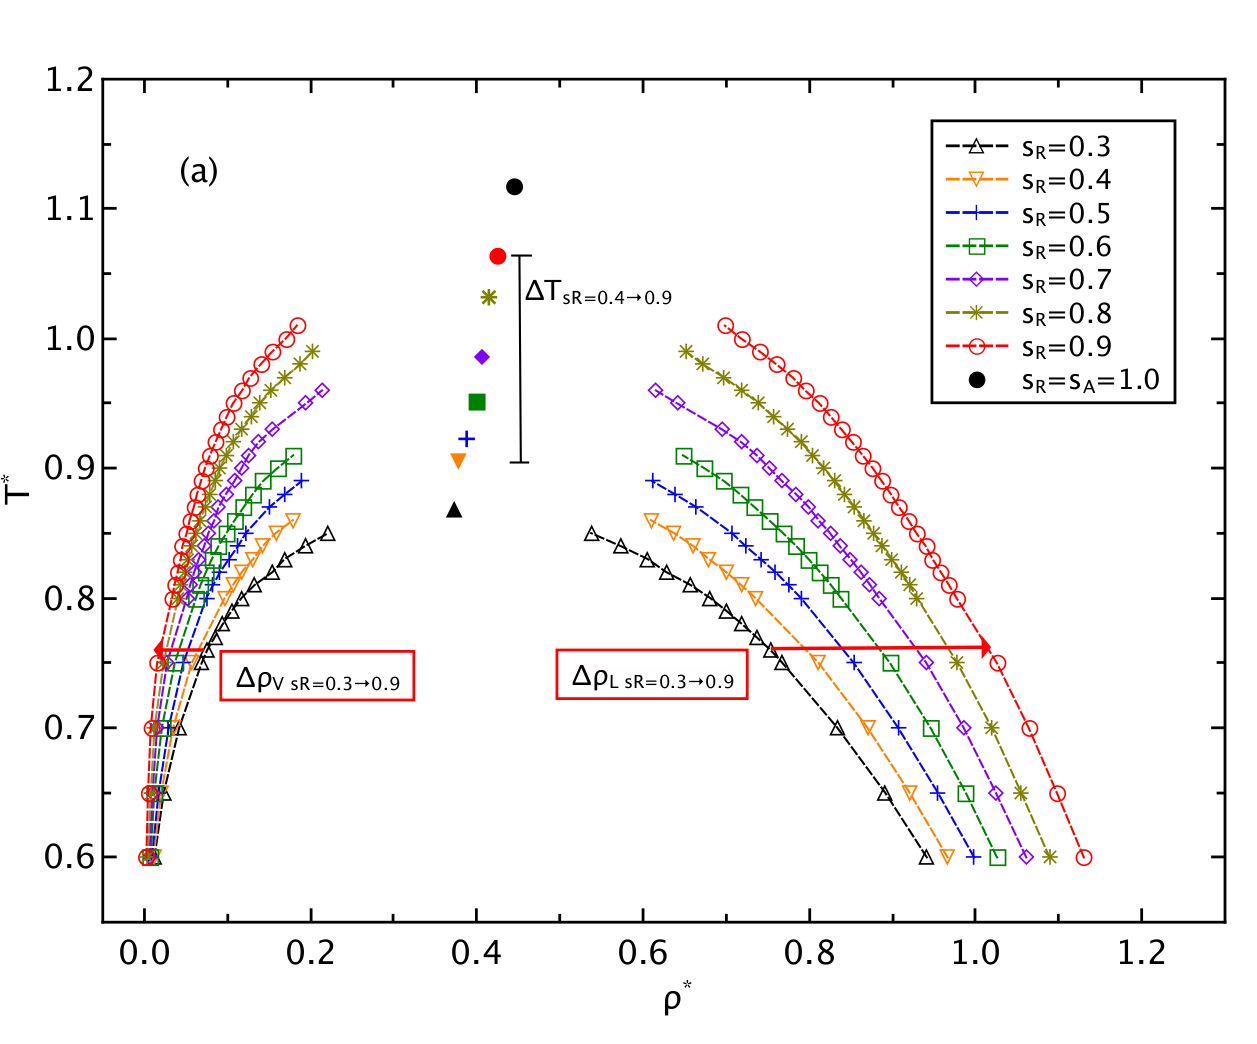 1.2
1.1
1.0
0.9
0.8
0.7
0.6
T*
(a)
ΔT sR=0.4→0.9
sR=0.3
sR=0.4
sR=0.5
sR=0.6
sR=0.7
sR=0.8
sR=0.9
sR=sA=1.0
ΔρV sR=0.3→0.9
ΔρL sR=0.3→0.9
0.0 0.2 0.4 0.6 0.8 1.0 1.2
ρ*